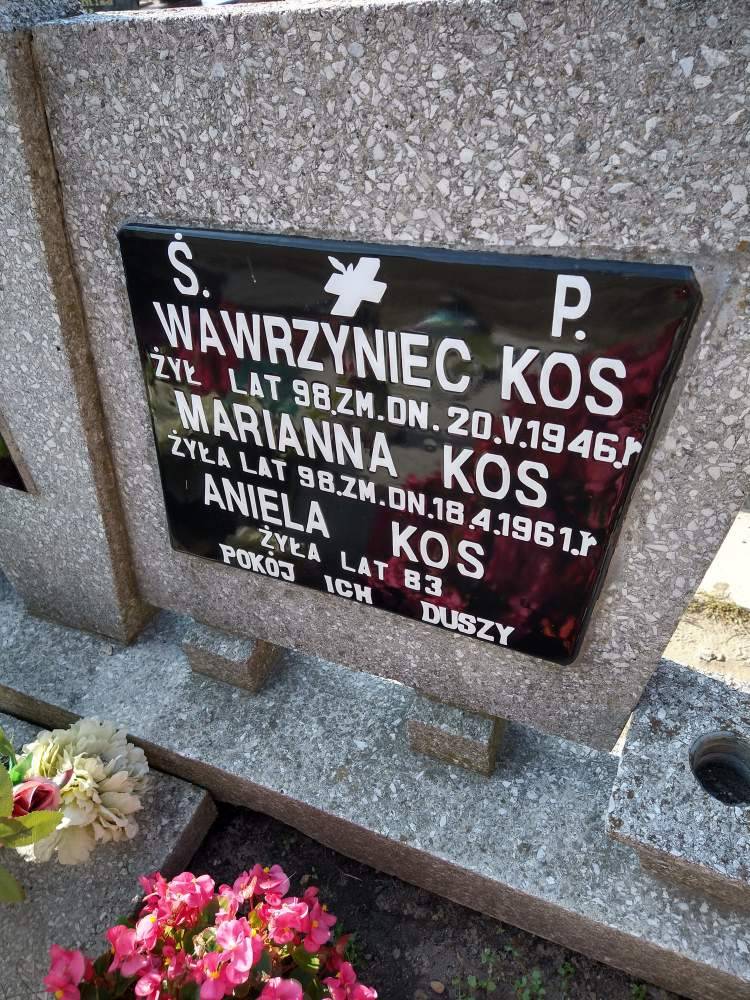 Ś. P.
WAWRZYNIEC KOS
ŻYŁ LAT 98.ZM.DN. 20.V.1946.r
MARIANNA KOS
ŻYŁA LAT 98.ZM.DN.18.4.1961.r
ANIELA KOS
ŻYŁA LAT 83
POKÓJ ICH DUSZY